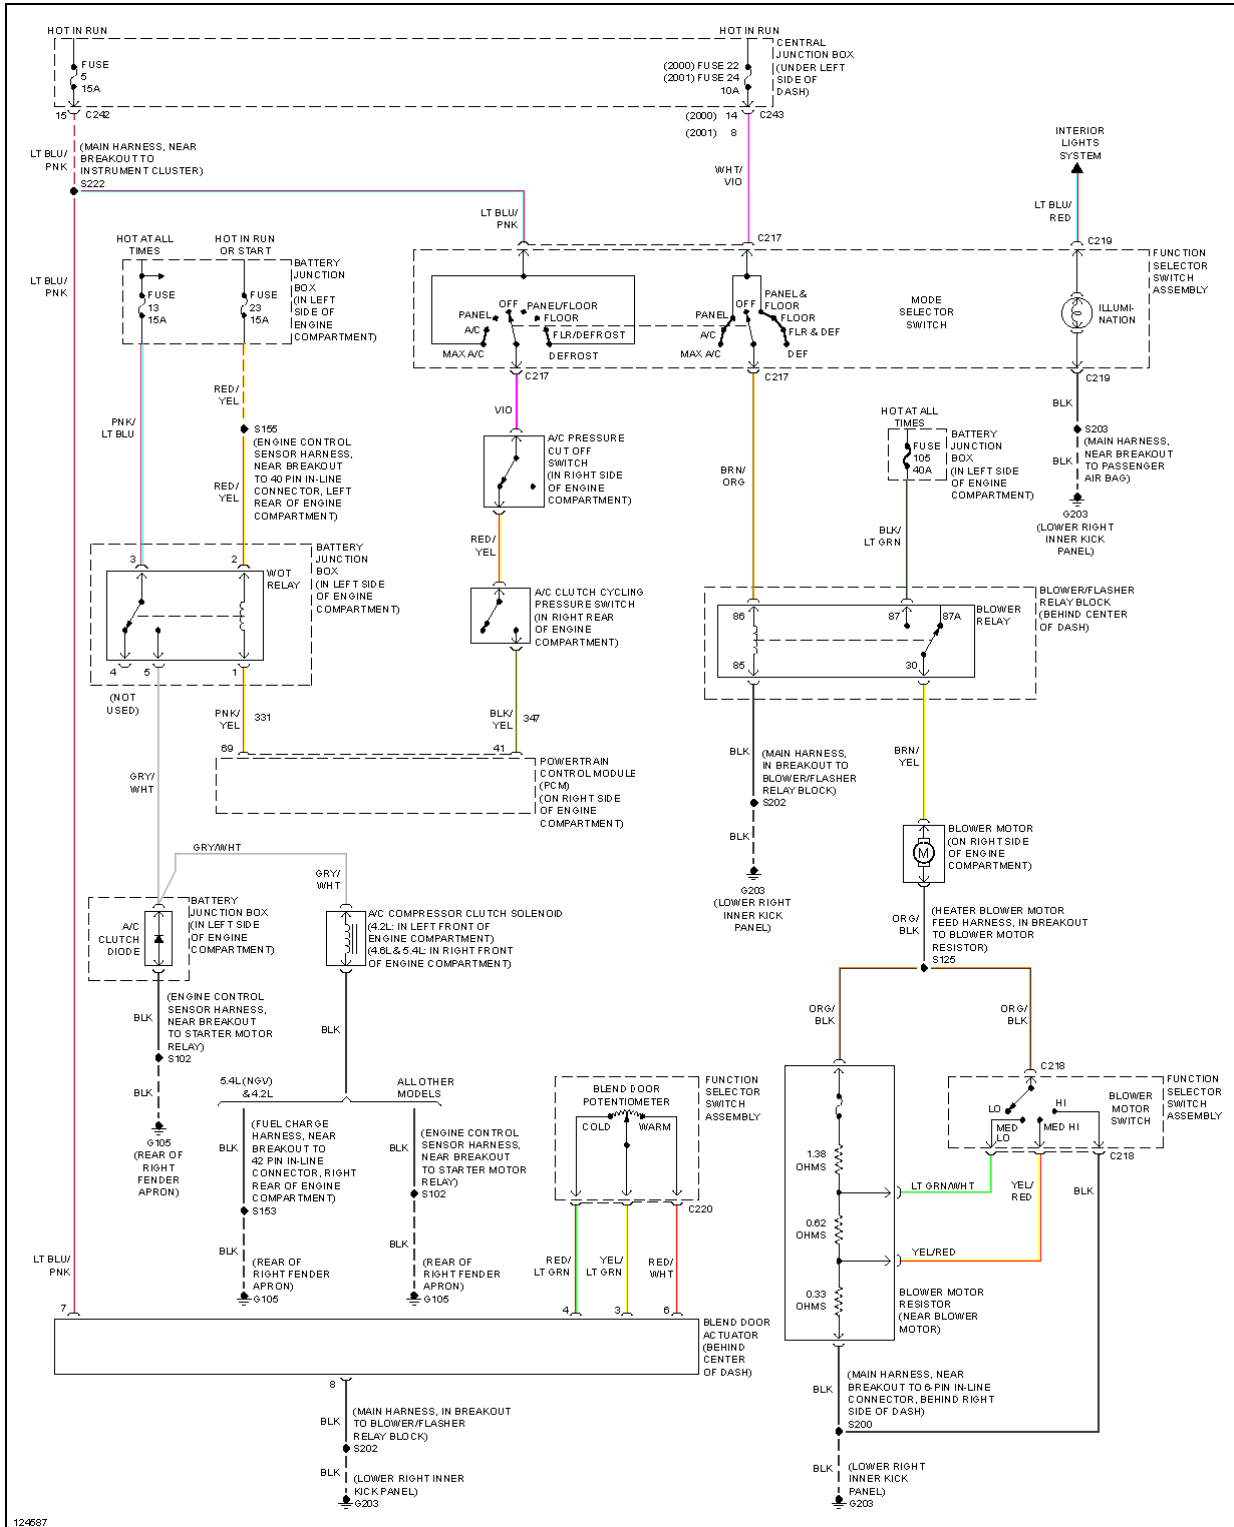 HOT IN RUN
FUSE
5
15A
15
C242
HOT IN RUN
(2000) FUSE 22
(2001) FUSE 24
10A
(2000) 14
C243
(2001) 8
CENTRAL
JUNCTION BOX
(UNDER LEFT
SIDE OF
DASH)
LT BLU/
PNK
(MAIN HARNESS, NEAR
BREAKOUT TO
INSTRUMENT CLUSTER)
S222
WHT/
VIO
INTERIOR
LIGHTS
SYSTEM
LT BLU/
RED
LT BLU/
PNK
C217
C219
LT BLU/
PNK
HOT AT ALL
TIMES
HOT IN RUN
OR START
FUSE
13
15A
FUSE
23
15A
BATTERY
JUNCTION
BOX
(IN LEFT
SIDE OF
ENGINE
COMPARTMENT)
OFF
PANEL/FLOOR
PANEL
FLOOR
A/C
FLR/DEFROST
MAX A/C
DEFROST
C217
PANEL &
FLOOR
OFF
PANEL
FLOOR
A/C
FLR & DEF
MAX A/C
DEF
C217
MODE
SELECTOR
SWITCH
ILLUMI-
NATION
FUNCTION
SELECTOR
SWITCH
ASSEMBLY
C219
RED/
YEL
PNK/
LT BLU
S155
(ENGINE CONTROL
SENSOR HARNESS,
NEAR BREAKOUT
TO 40 PIN IN-LINE
CONNECTOR, LEFT
REAR OF ENGINE
COMPARTMENT)
RED/
YEL
VIO
A/C PRESSURE
CUT OFF
SWITCH
(IN RIGHT SIDE
OF ENGINE
COMPARTMENT)
BRN/
ORG
HOT AT ALL
TIMES
FUSE
105
40A
BATTERY
JUNCTION
BOX
(IN LEFT SIDE
OF ENGINE
COMPARTMENT)
BLK
S203
(MAIN HARNESS,
NEAR BREAKOUT
TO PASSENGER
AIR BAG)
BLK
G203
(LOWER RIGHT
INNER KICK
PANEL)
BLK/
LT GRN
RED/
YEL
3
2
WOT
RELAY
BATTERY
JUNCTION
BOX
(IN LEFT SIDE
OF ENGINE
COMPARTMENT)
4
5
1
(NOT
USED)
A/C CLUTCH CYCLING
PRESSURE SWITCH
(IN RIGHT REAR
OF ENGINE
COMPARTMENT)
86
87
87A
BLOWER
RELAY
85
30
BLOWER/FLASHER
RELAY BLOCK
(BEHIND CENTER
OF DASH)
PNK/
YEL
331
BLK/
YEL
347
69
41
POWERTRAIN
CONTROL MODULE
(PCM)
(ON RIGHT SIDE
OF ENGINE
COMPARTMENT)
GRY/
WHT
BLK
(MAIN HARNESS,
IN BREAKOUT TO
BLOWER/FLASHER
RELAY BLOCK)
S202
BLK
G203
(LOWER RIGHT
INNER KICK
PANEL)
BRN/
YEL
M
BLOWER MOTOR
(ON RIGHT SIDE
OF ENGINE
COMPARTMENT)
GRY/WHT
GRY/
WHT
A/C
CLUTCH
DIODE
BATTERY
JUNCTION BOX
(IN LEFT SIDE
OF ENGINE
COMPARTMENT)
A/C COMPRESSOR CLUTCH SOLENOID
(4.2L: IN LEFT FRONT OF
ENGINE COMPARTMENT)
(4.6L & 5.4L: IN RIGHT FRONT
OF ENGINE COMPARTMENT)
ORG/
BLK
(HEATER BLOWER MOTOR
FEED HARNESS, IN BREAKOUT
TO BLOWER MOTOR
RESISTOR)
S125
BLK
(ENGINE CONTROL
SENSOR HARNESS,
NEAR BREAKOUT
TO STARTER MOTOR
RELAY)
S102
BLK
G105
(REAR OF
RIGHT
FENDER
APRON)
BLK
5.4L (NGV)
& 4.2L
ALL OTHER
MODELS
BLK
(FUEL CHARGE
HARNESS, NEAR
BREAKOUT TO
42 PIN IN-LINE
CONNECTOR, RIGHT
REAR OF ENGINE
COMPARTMENT)
S153
BLK
(REAR OF
RIGHT FENDER
APRON)
G105
BLK
(ENGINE CONTROL
SENSOR HARNESS,
NEAR BREAKOUT
TO STARTER MOTOR
RELAY)
S102
BLK
(REAR OF
RIGHT FENDER
APRON)
G105
BLEND DOOR
POTENTIOMETER
COLD
WARM
FUNCTION
SELECTOR
SWITCH
ASSEMBLY
C220
RED/
LT GRN
YEL/
LT GRN
RED/
WHT
ORG/
BLK
ORG/
BLK
C218
LO
HI
MED
LO
MED HI
BLOWER
MOTOR
SWITCH
FUNCTION
SELECTOR
SWITCH
ASSEMBLY
C218
1.38
OHMS
LT GRN/WHT
YEL/
RED
BLK
0.62
OHMS
YEL/RED
0.33
OHMS
BLOWER MOTOR
RESISTOR
(NEAR BLOWER
MOTOR)
LT BLU/
PNK
7
4
3
6
BLEND DOOR
ACTUATOR
(BEHIND
CENTER
OF DASH)
8
BLK
(MAIN HARNESS, IN BREAKOUT
TO BLOWER/FLASHER
RELAY BLOCK)
S202
BLK
(LOWER RIGHT INNER
KICK PANEL)
G203
BLK
(MAIN HARNESS, NEAR
BREAKOUT TO 6-PIN IN-LINE
CONNECTOR, BEHIND RIGHT
SIDE OF DASH)
S200
BLK
(LOWER RIGHT
INNER KICK
PANEL)
G203
124587